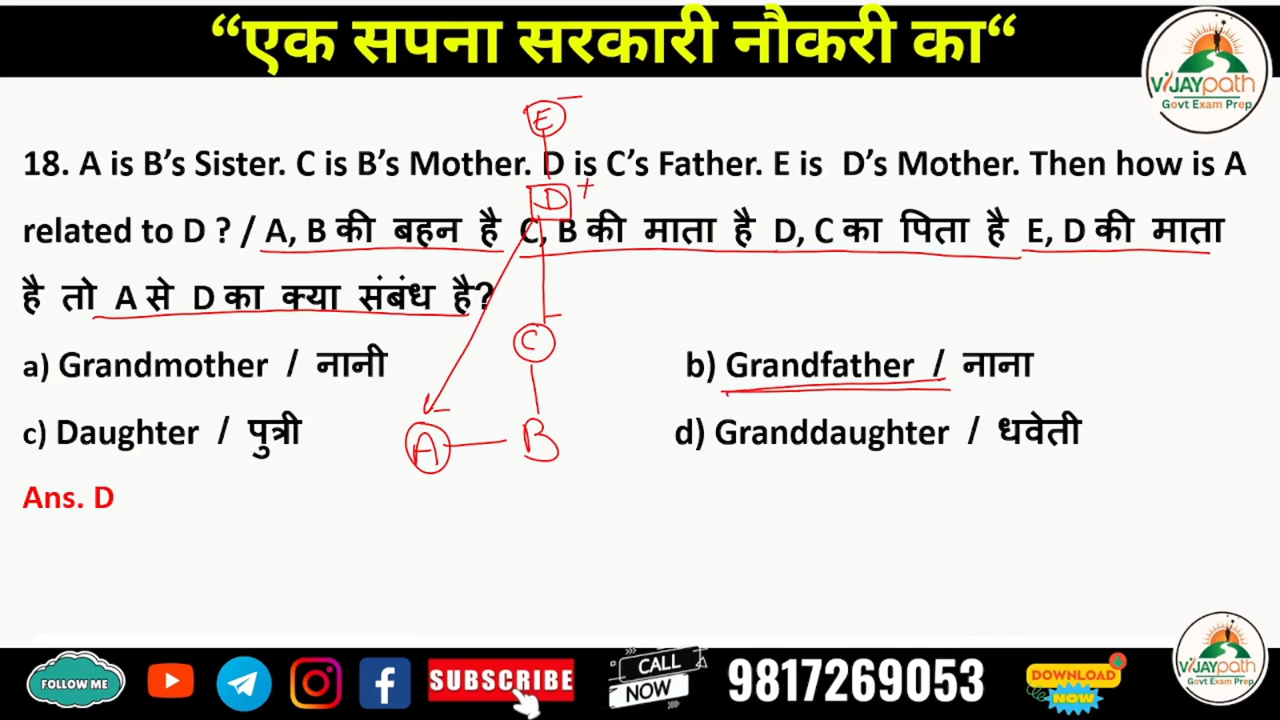 “एक सपना सरकारी नौकरी का“
ViJAYpath
Govt Exam Prep
18. A is B’s Sister. C is B’s Mother. D is C’s Father. E is D’s Mother. Then how is A
related to D ? / A, B की बहन है C, B की माता है D, C का पिता है E, D की माता
है तो A से D का क्या संबंध है?
a) Grandmother / नानी
b) Grandfather / नाना
c) Daughter / पुत्री
d) Granddaughter / धवेती
Ans. D
E −
D +
C −
A − B
ViJAYpath
Govt Exam Prep
FOLLOW ME
SUBSCRIBE
CALL
NOW
9817269053
DOWNLOAD
NOW